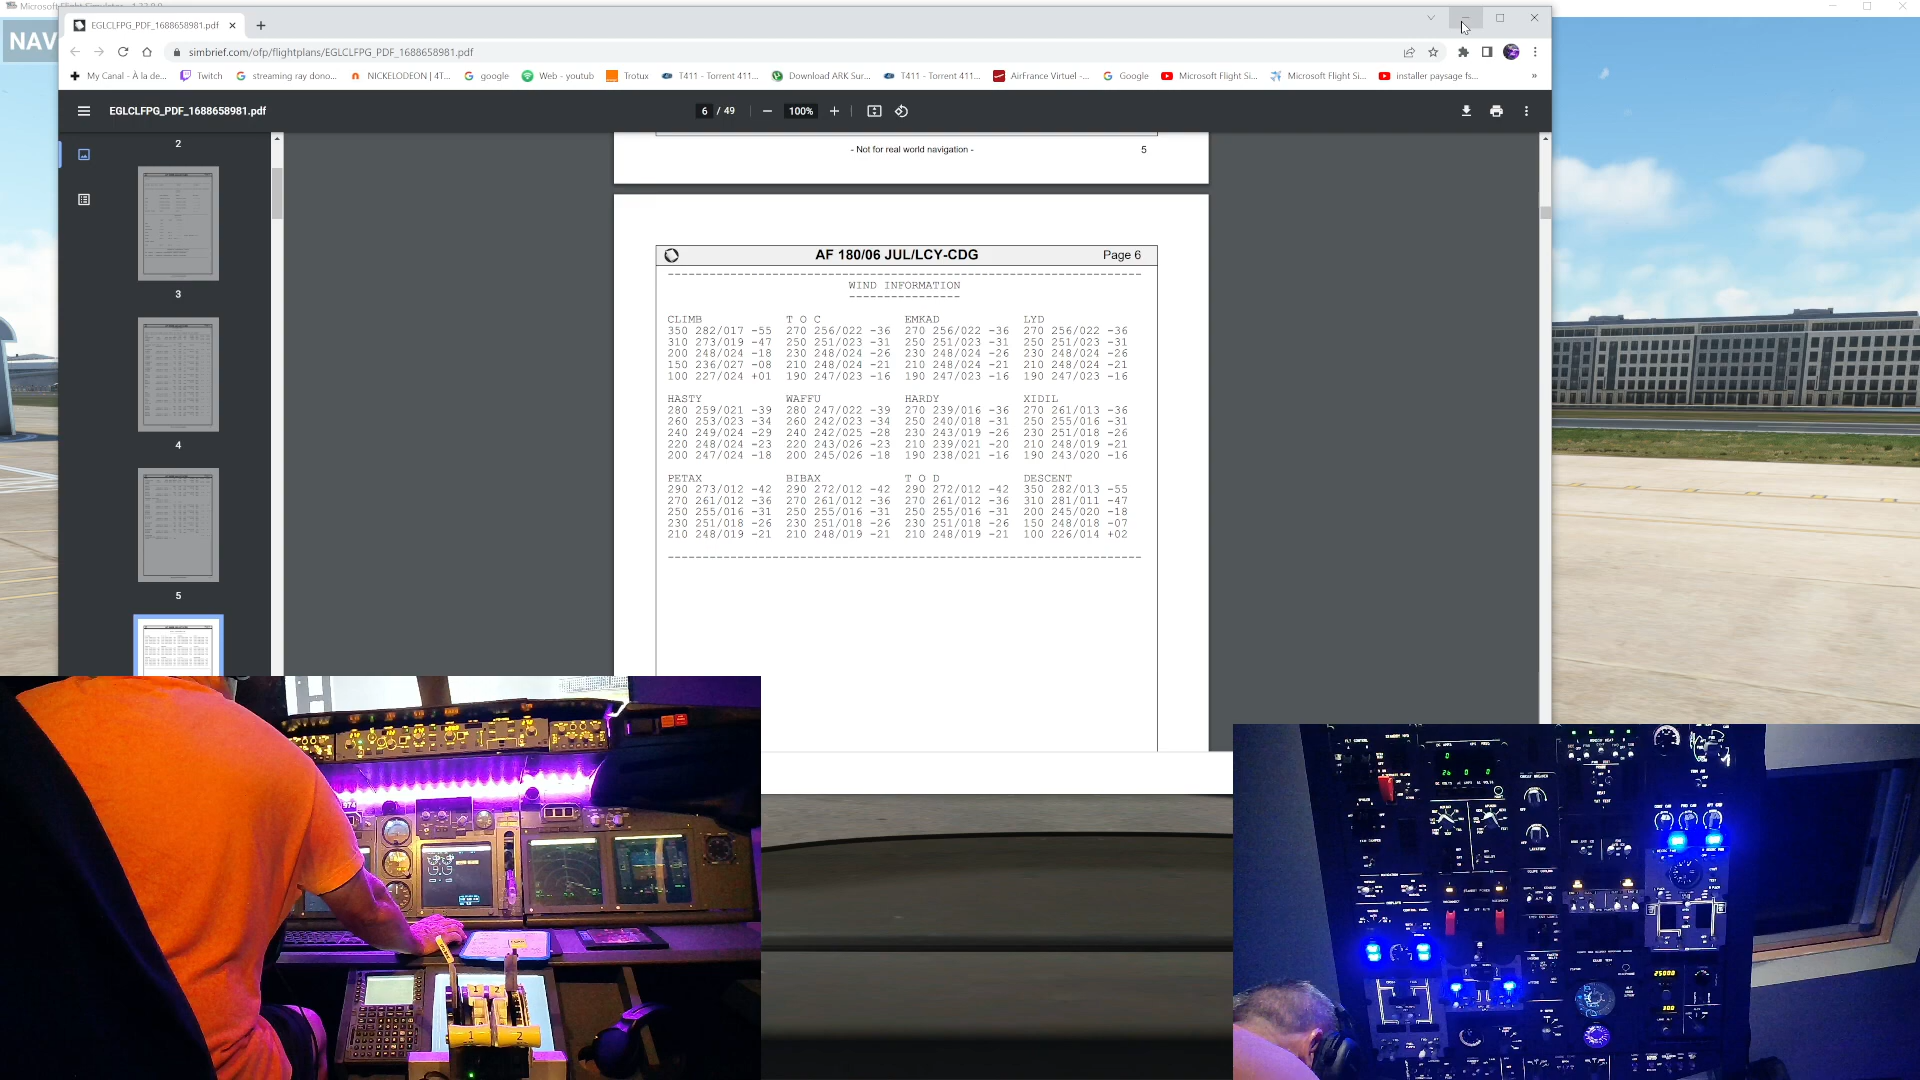 Microsoft Flight Simulator - 1.33.8.0
NAV
EGLCLFPG_PDF_1688658981.pdf
simbrief.com/ofp/flightplans/EGLCLFPG_PDF_1688658981.pdf
My Canal - À la de...
Twitch
streaming ray dono...
NICKELODEON | 4T...
google
Web - youtub
Trotux
T411 - Torrent 411...
Download ARK Sur...
T411 - Torrent 411...
AirFrance Virtuel -...
Google
Microsoft Flight Si...
Microsoft Flight Si...
installer paysage fs...
»
EGLCLFPG_PDF_1688658981.pdf
6 / 49
100%
2
3
4
5
- Not for real world navigation - 5
AF 180/06 JUL/LCY-CDG Page 6
WIND INFORMATION
CLIMB T O C EMKAD LYD
350 282/017 -55 270 256/022 -36 270 256/022 -36 270 256/022 -36
310 273/019 -47 250 251/023 -31 250 251/023 -31 250 251/023 -31
200 248/024 -18 230 248/024 -26 230 248/024 -26 230 248/024 -26
150 236/027 -08 210 248/024 -21 210 248/024 -21 210 248/024 -21
100 227/024 +01 190 247/023 -16 190 247/023 -16 190 247/023 -16
HASTY WAFFU HARDY XIDIL
280 259/021 -39 280 247/022 -39 270 239/016 -36 270 261/013 -36
260 253/023 -34 260 242/023 -34 250 240/018 -31 250 255/016 -31
240 249/024 -29 240 242/025 -28 230 243/019 -26 230 251/018 -26
220 248/024 -23 220 243/026 -23 210 239/021 -20 210 248/019 -21
200 247/024 -18 200 245/026 -18 190 238/021 -16 190 243/020 -16
PETAX BIBAX T O D DESCENT
290 273/012 -42 290 272/012 -42 290 272/012 -42 350 282/013 -55
270 261/012 -36 270 261/012 -36 270 261/012 -36 310 281/011 -47
250 255/016 -31 250 255/016 -31 250 255/016 -31 200 245/020 -18
230 251/018 -26 230 251/018 -26 230 251/018 -26 150 248/018 -07
210 248/019 -21 210 248/019 -21 210 248/019 -21 100 226/014 +02
974
1 2
1 2
25000